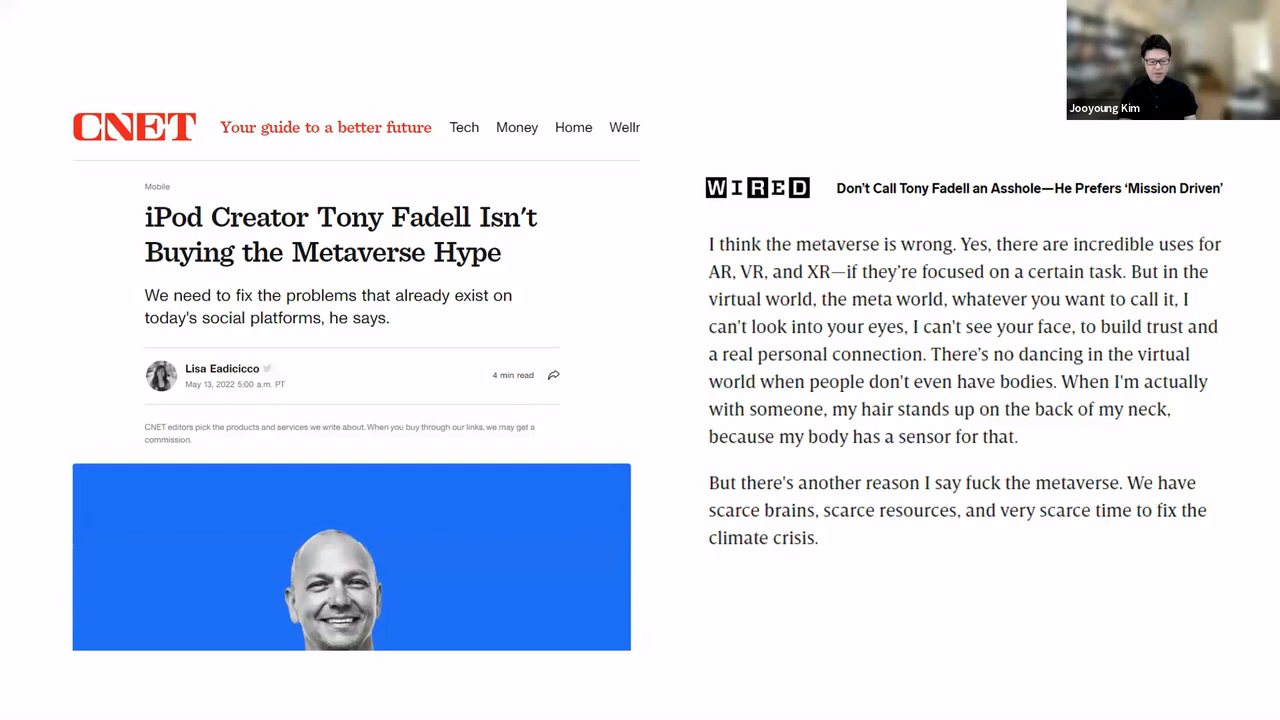 CNET
Your guide to a better future
Tech
Money
Home
Wellr
Mobile
iPod Creator Tony Fadell Isn't
Buying the Metaverse Hype
We need to fix the problems that already exist on
today's social platforms, he says.
Lisa Eadicicco
May 13, 2022 5:00 a.m. PT
4 min read
CNET editors pick the products and services we write about. When you buy through our links, we may get a
commission.
Jooyoung Kim
WIRED
Don't Call Tony Fadell an Asshole—He Prefers ‘Mission Driven’
I think the metaverse is wrong. Yes, there are incredible uses for
AR, VR, and XR—if they're focused on a certain task. But in the
virtual world, the meta world, whatever you want to call it, I
can't look into your eyes, I can't see your face, to build trust and
a real personal connection. There's no dancing in the virtual
world when people don't even have bodies. When I'm actually
with someone, my hair stands up on the back of my neck,
because my body has a sensor for that.
But there's another reason I say fuck the metaverse. We have
scarce brains, scarce resources, and very scarce time to fix the
climate crisis.